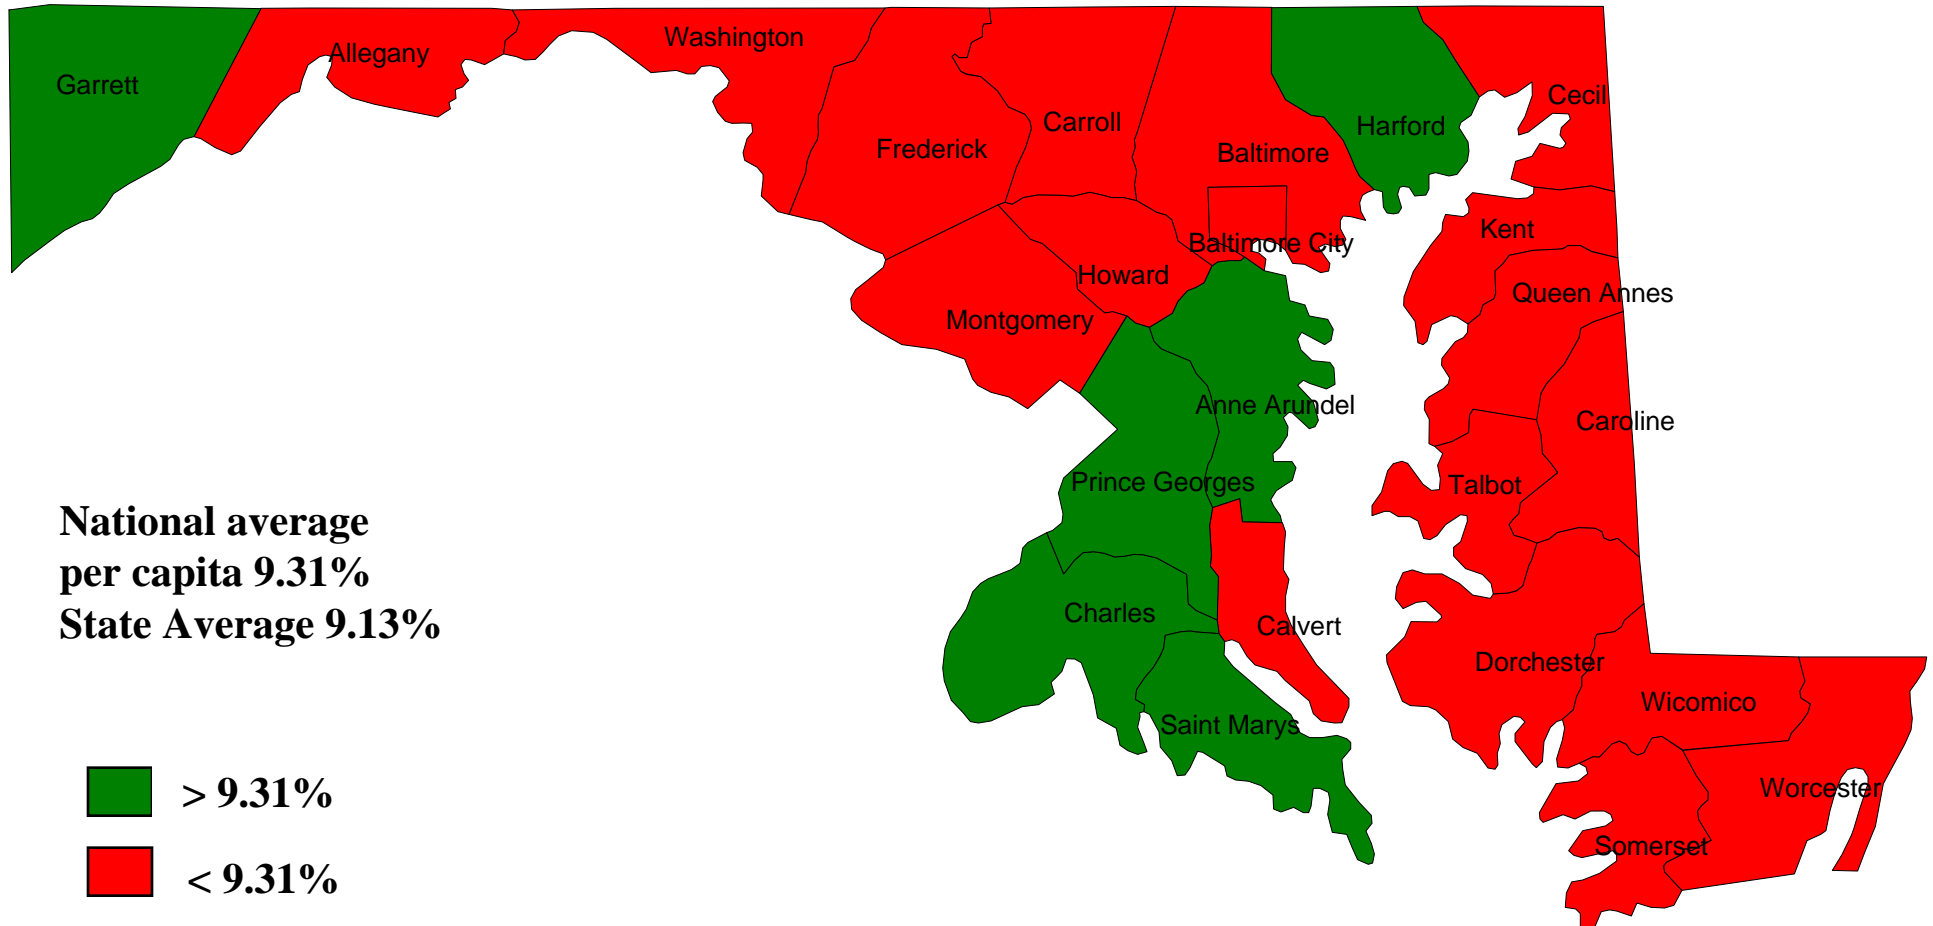 Washington
Allegany
Garrett
Cecil
Carroll
Harford
Frederick
Baltimore
Kent
Baltimore City
Howard
Queen Annes
Montgomery
Anne Arundel
Caroline
Prince Georges
Talbot
National average
per capita 9.31%
State Average 9.13%
Charles
Calvert
Dorchester
Wicomico
Saint Marys
Worcester
> 9.31%
Somerset
< 9.31%